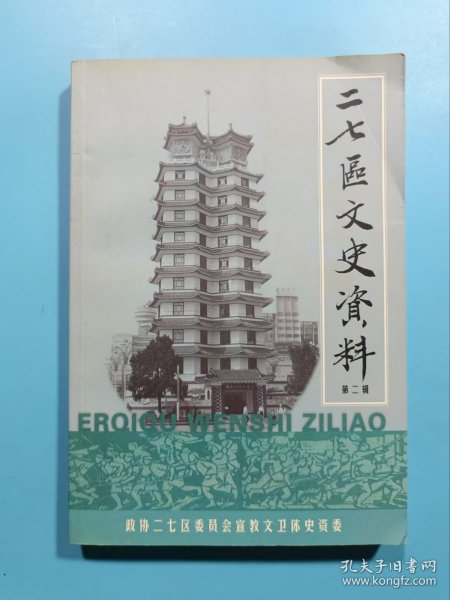 二七區文史資料
第二辑
ERQIQU WENSHI ZILIAO
政协二七区委员会宣教文卫体史资委
孔夫子旧书网
www.kongfz.com